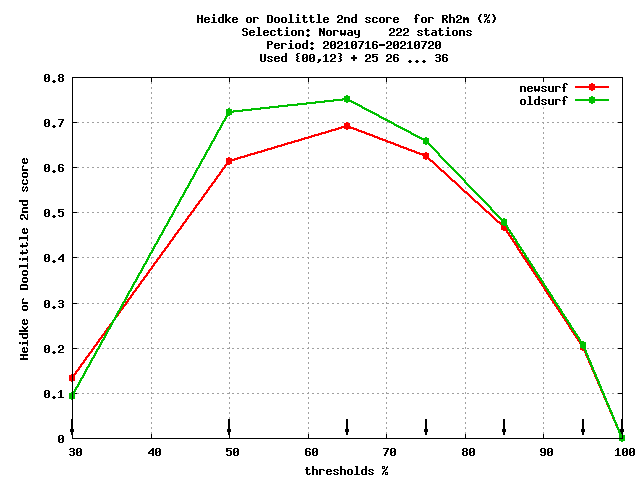 Heidke or Doolittle 2nd score  for Rh2m (%)
Selection: Norway    222 stations
Period: 20210716-20210720
Used {00,12} + 25 26 ... 36
newsurf
oldsurf
Heidke or Doolittle 2nd score
0.8
0.7
0.6
0.5
0.4
0.3
0.2
0.1
0
30 40 50 60 70 80 90 100
thresholds %